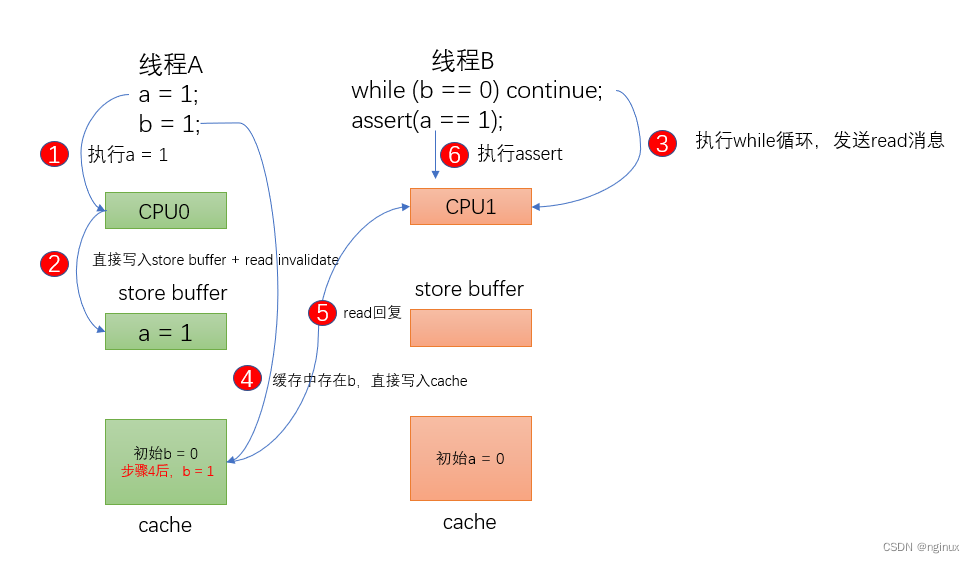 线程A
a = 1;
b = 1;
1
执行a = 1
CPU0
2
直接写入store buffer + read invalidate
store buffer
a = 1
4
缓存中存在b，直接写入cache
初始b = 0
步骤4后，b = 1
cache
线程B
while (b == 0) continue;
assert(a == 1);
6
执行assert
3
执行while循环，发送read消息
CPU1
5
read回复
store buffer
初始a = 0
cache
CSDN @nginux